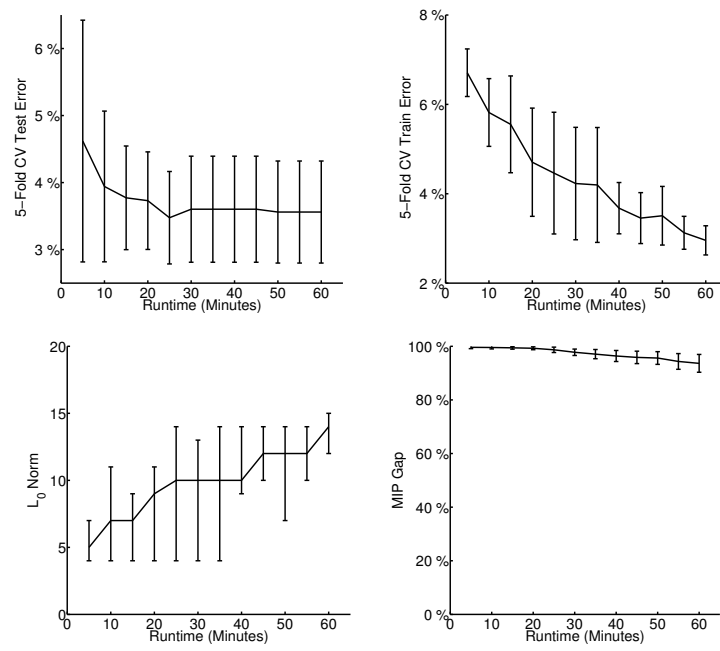 6 %
5 %
4 %
3 %
5−Fold CV Test Error
0 10 20 30 40 50 60
Runtime (Minutes)
8 %
6 %
4 %
2 %
5−Fold CV Train Error
0 10 20 30 40 50 60
Runtime (Minutes)
20
15
10
5
0
L0 Norm
0 10 20 30 40 50 60
Runtime (Minutes)
100 %
80 %
60 %
40 %
20 %
0 %
MIP Gap
0 10 20 30 40 50 60
Runtime (Minutes)